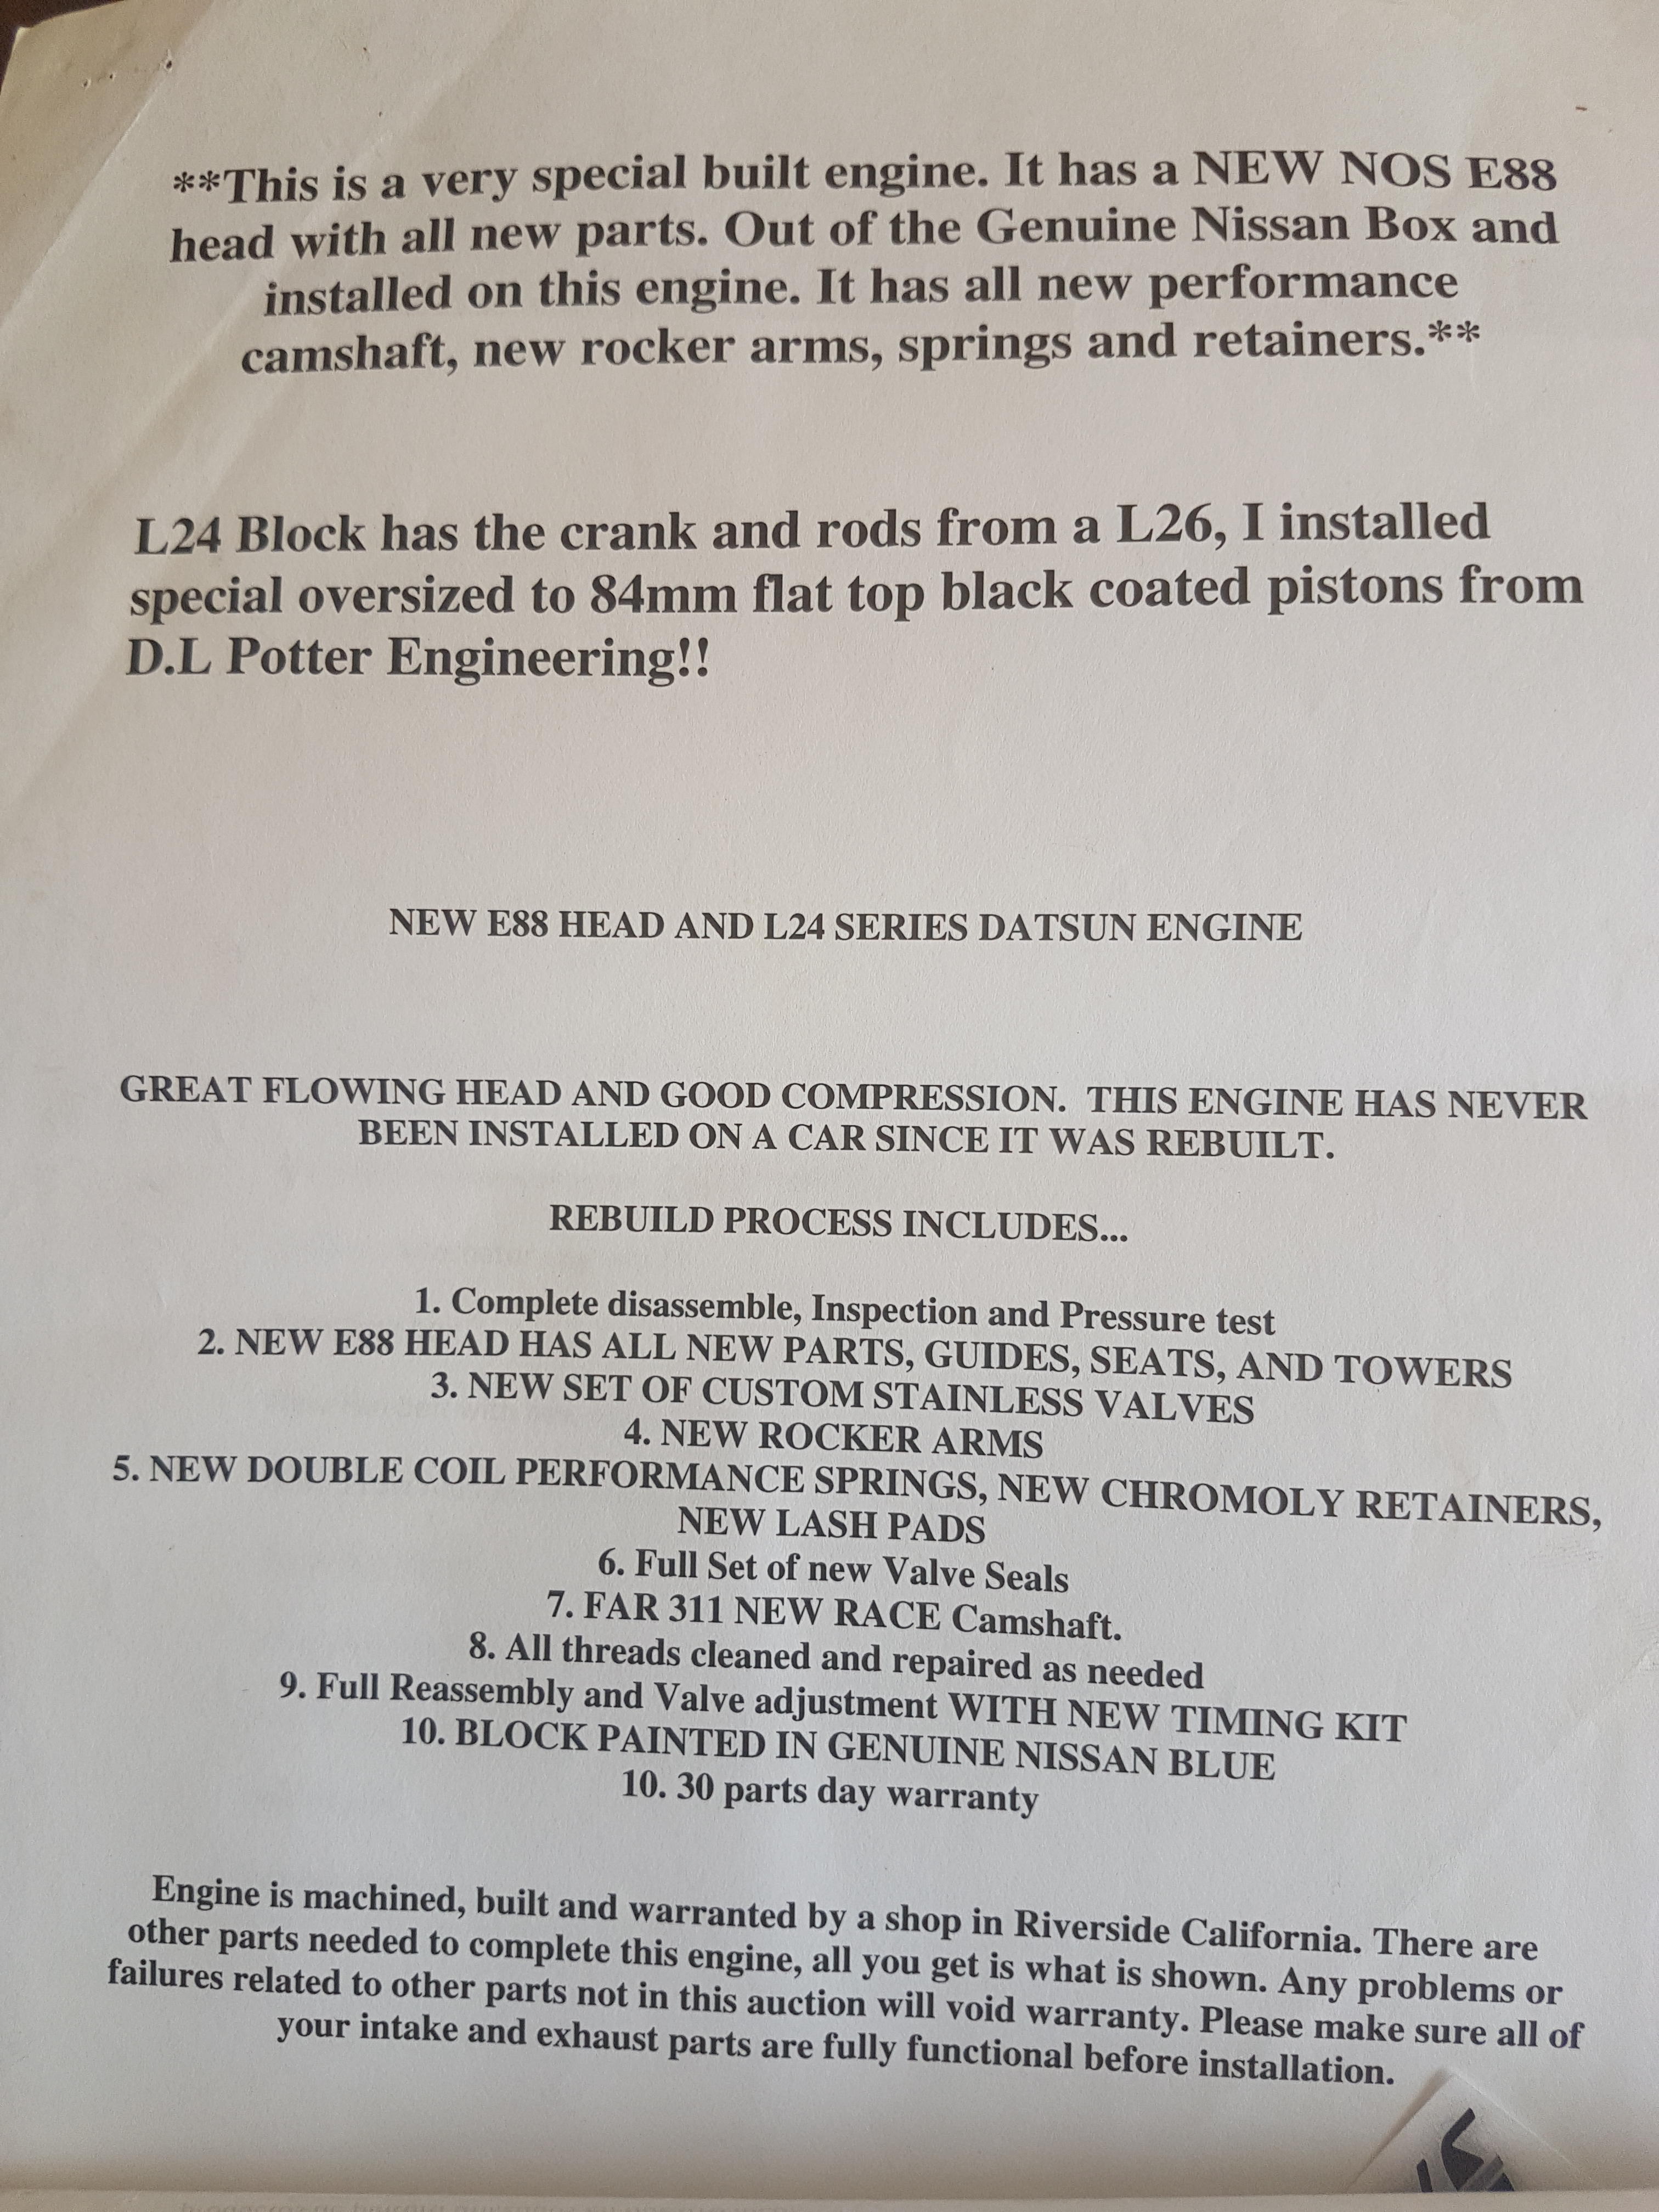 **This is a very special built engine. It has a NEW NOS E88
head with all new parts. Out of the Genuine Nissan Box and
installed on this engine. It has all new performance
camshaft, new rocker arms, springs and retainers.**
L24 Block has the crank and rods from a L26, I installed
special oversized to 84mm flat top black coated pistons from
D.L Potter Engineering!!
NEW E88 HEAD AND L24 SERIES DATSUN ENGINE
GREAT FLOWING HEAD AND GOOD COMPRESSION. THIS ENGINE HAS NEVER
BEEN INSTALLED ON A CAR SINCE IT WAS REBUILT.
REBUILD PROCESS INCLUDES...
1. Complete disassemble, Inspection and Pressure test
2. NEW E88 HEAD HAS ALL NEW PARTS, GUIDES, SEATS, AND TOWERS
3. NEW SET OF CUSTOM STAINLESS VALVES
4. NEW ROCKER ARMS
5. NEW DOUBLE COIL PERFORMANCE SPRINGS, NEW CHROMOLY RETAINERS,
NEW LASH PADS
6. Full Set of new Valve Seals
7. FAR 311 NEW RACE Camshaft.
8. All threads cleaned and repaired as needed
9. Full Reassembly and Valve adjustment WITH NEW TIMING KIT
10. BLOCK PAINTED IN GENUINE NISSAN BLUE
10. 30 parts day warranty
Engine is machined, built and warranted by a shop in Riverside California. There are
other parts needed to complete this engine, all you get is what is shown. Any problems or
failures related to other parts not in this auction will void warranty. Please make sure all of
your intake and exhaust parts are fully functional before installation.